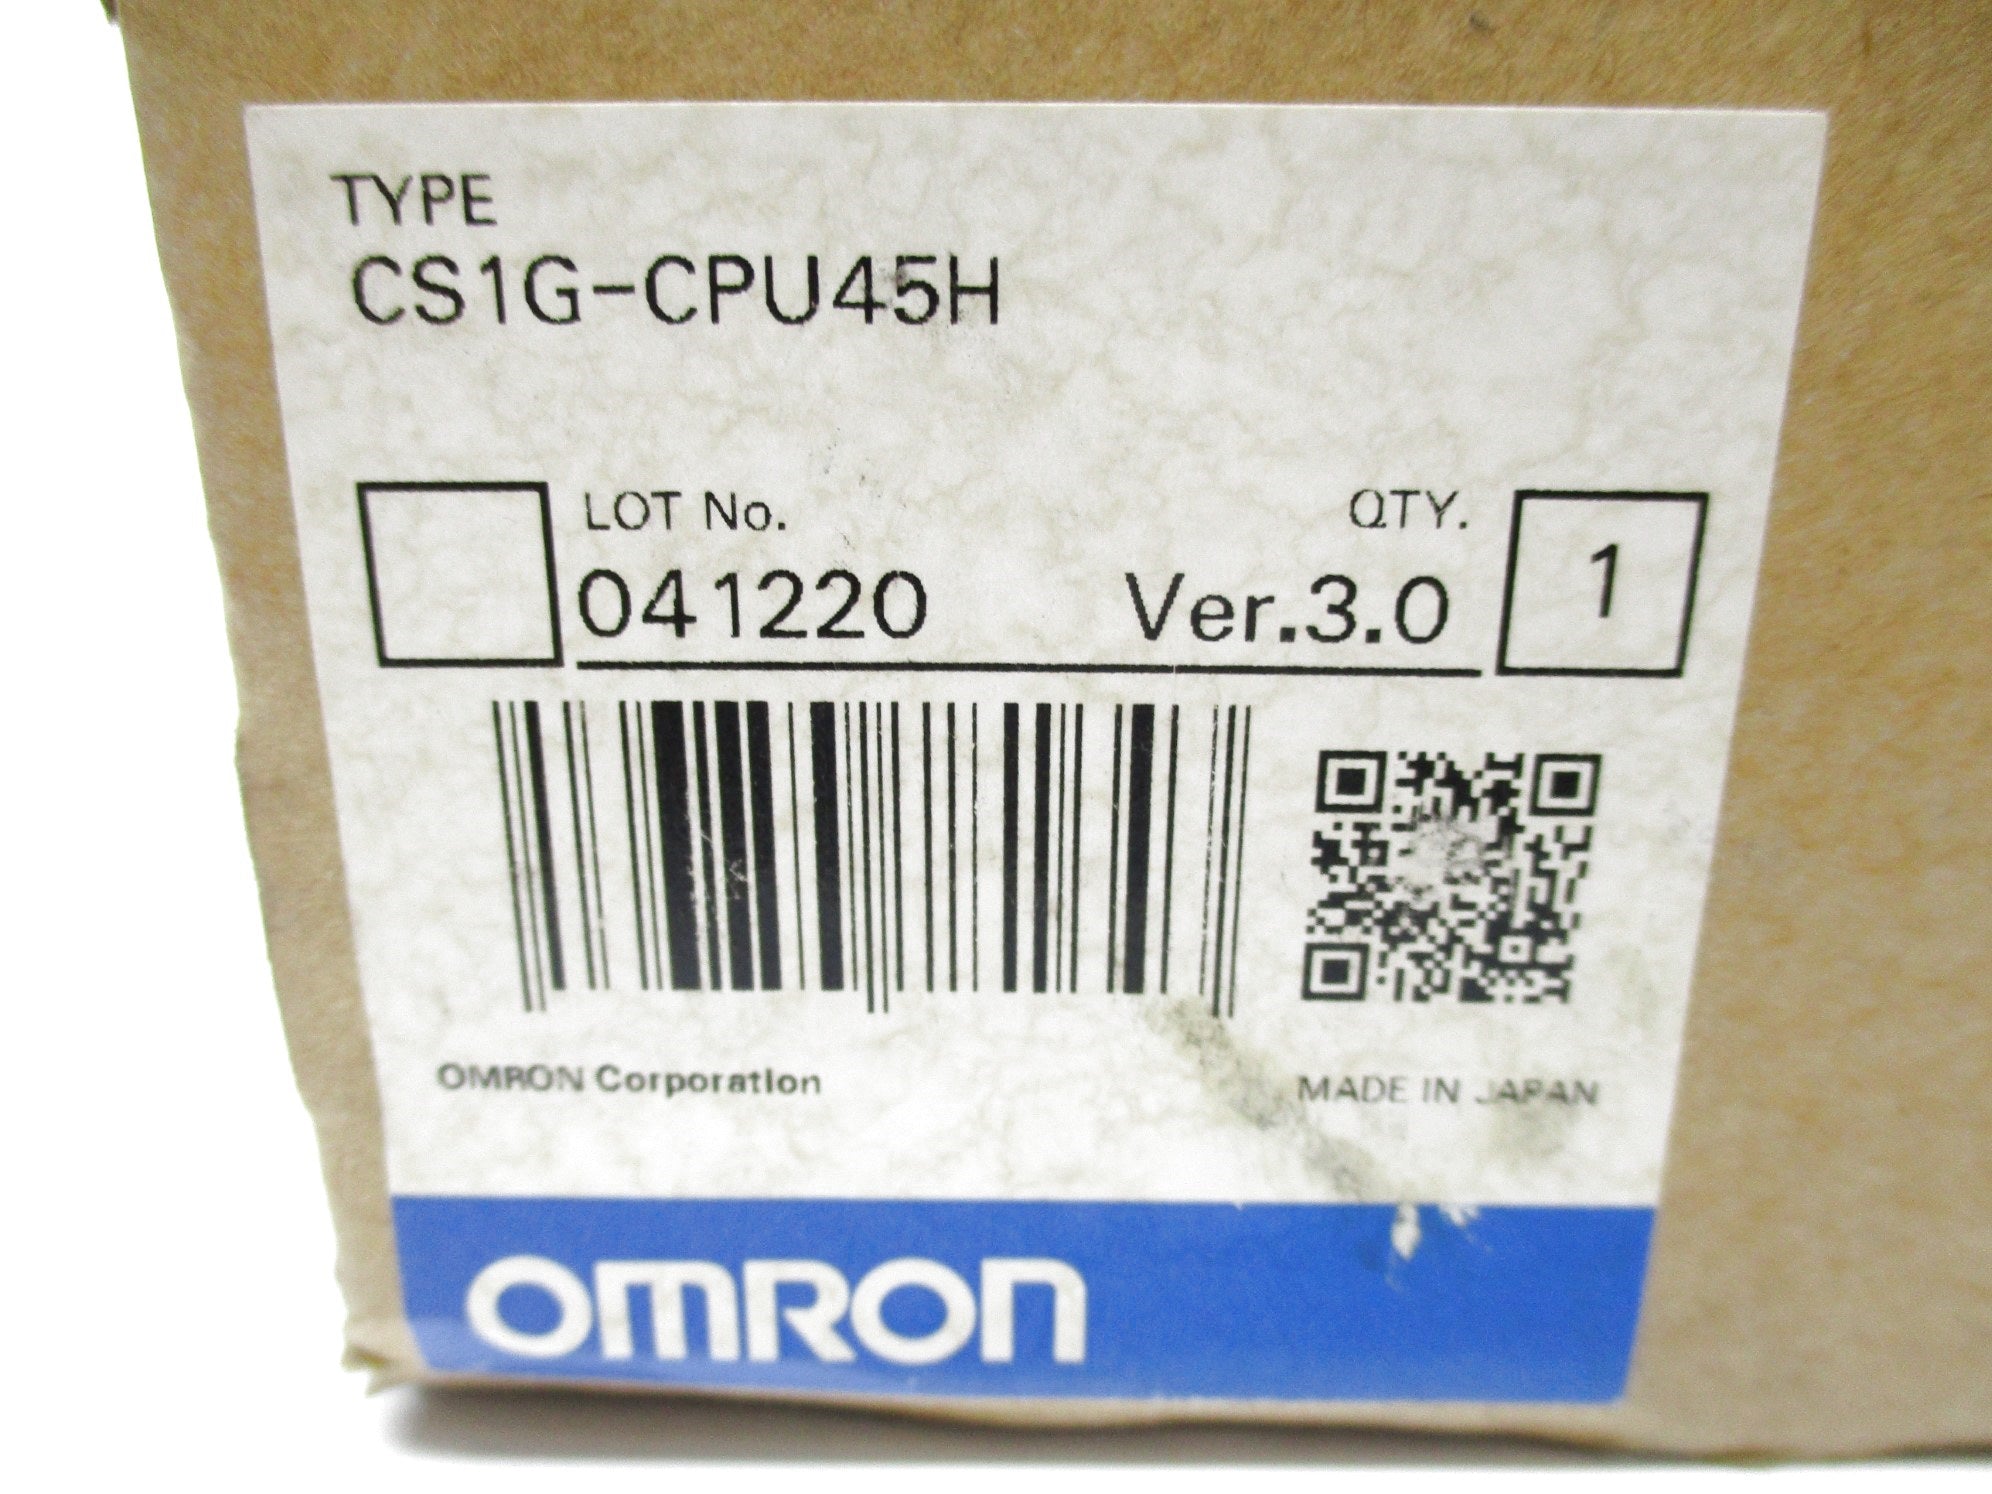 TYPE
CS1G-CPU45H
LOT No.
QTY.
041220 Ver.3.0
1
OMRON Corporation
MADE IN JAPAN
OMRON